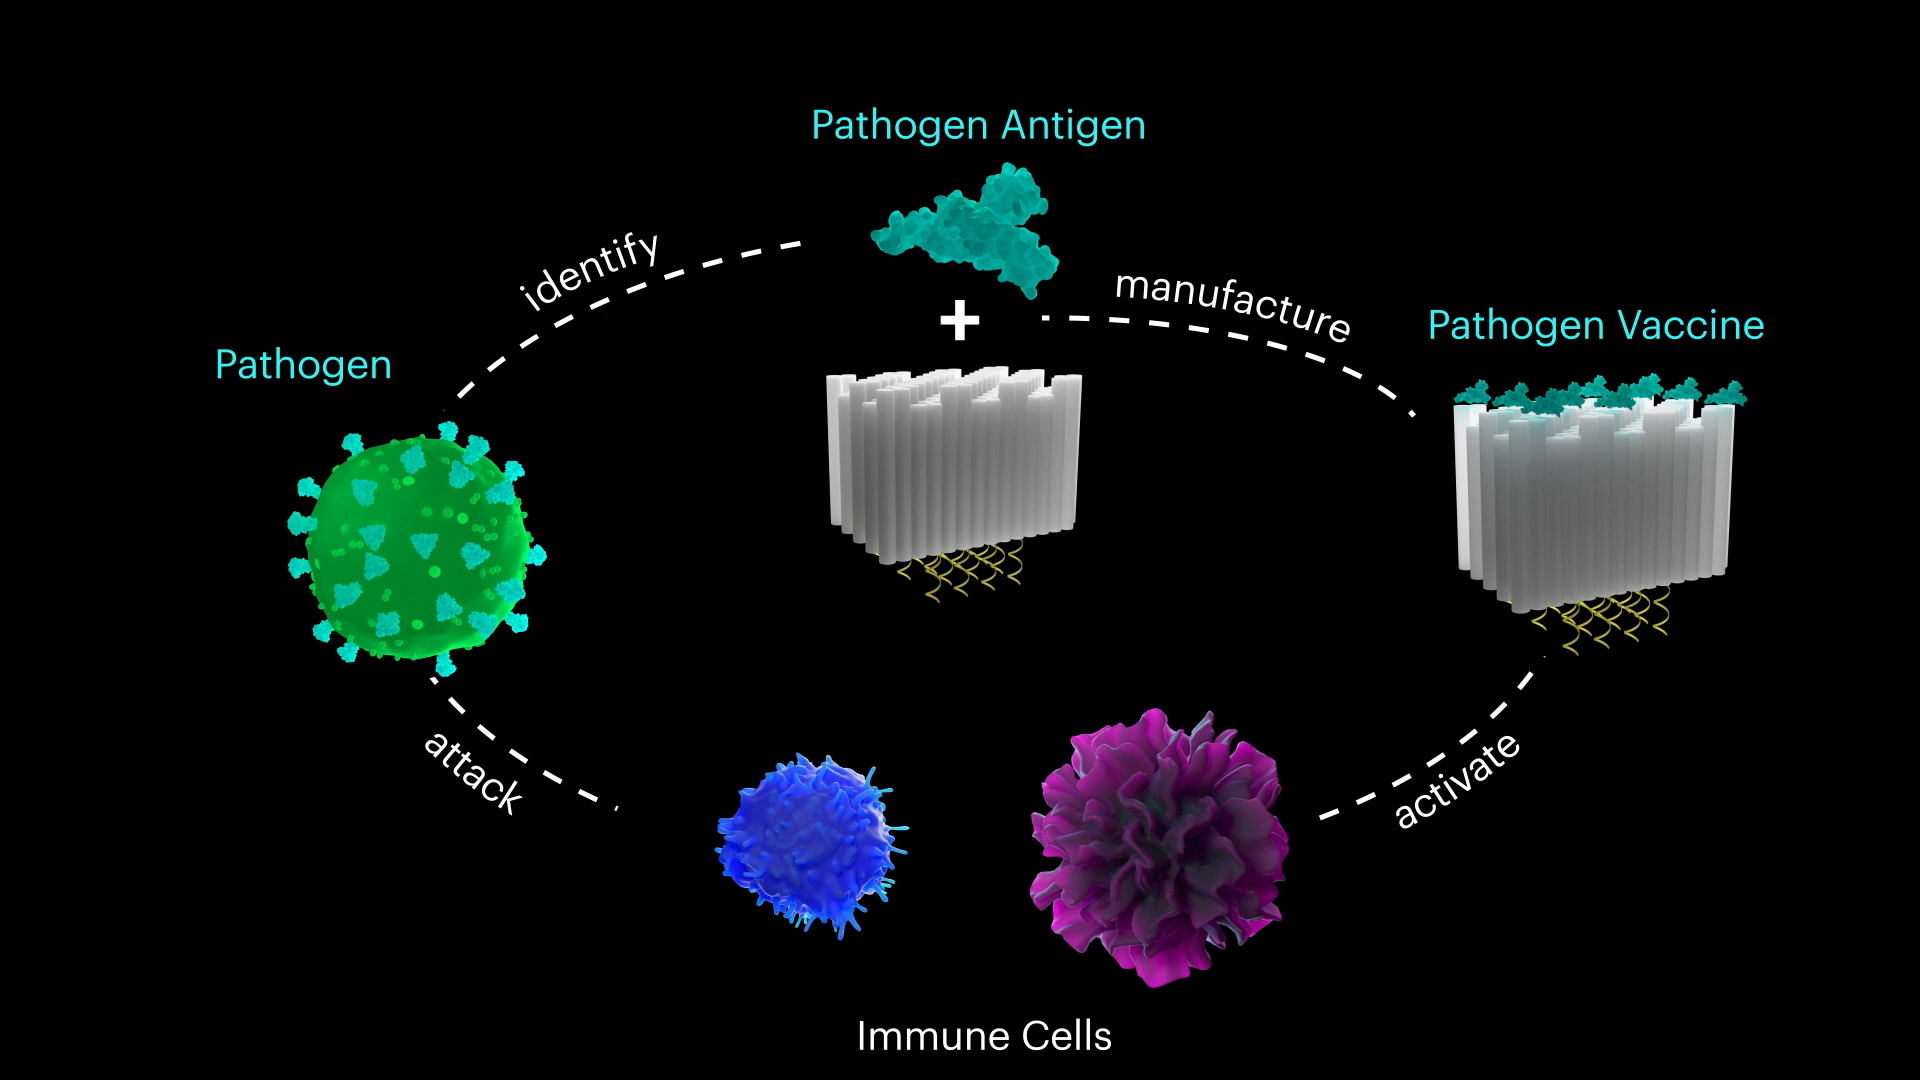 Pathogen Antigen
identify
manufacture
Pathogen Vaccine
Pathogen
+
attack
activate
Immune Cells